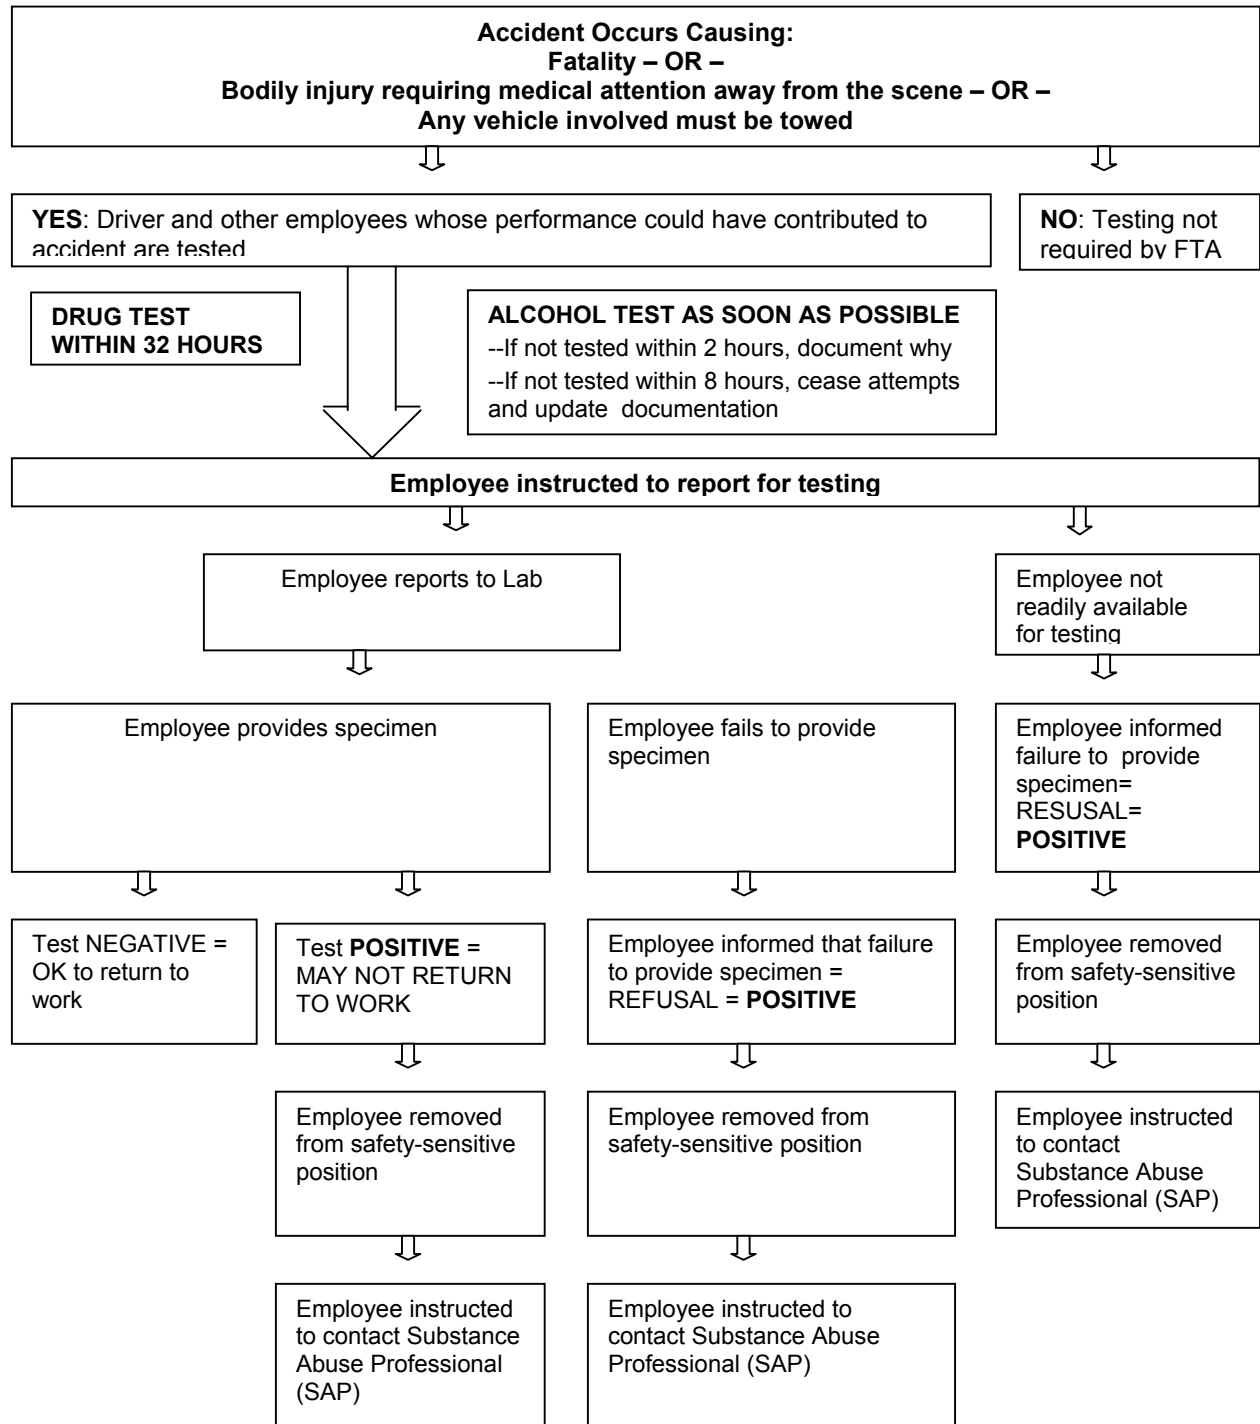 Accident Occurs Causing:
Fatality – OR –
Bodily injury requiring medical attention away from the scene – OR –
Any vehicle involved must be towed
YES: Driver and other employees whose performance could have contributed to
accident are tested
NO: Testing not
required by FTA
DRUG TEST
WITHIN 32 HOURS
ALCOHOL TEST AS SOON AS POSSIBLE
--If not tested within 2 hours, document why
--If not tested within 8 hours, cease attempts
and update documentation
Employee instructed to report for testing
Employee reports to Lab
Employee not
readily available
for testing
Employee provides specimen
Employee fails to provide
specimen
Employee informed
failure to provide
specimen=
RESUSAL=
POSITIVE
Test NEGATIVE =
OK to return to
work
Test POSITIVE =
MAY NOT RETURN
TO WORK
Employee informed that failure
to provide specimen =
REFUSAL = POSITIVE
Employee removed
from safety-sensitive
position
Employee removed
from safety-sensitive
position
Employee removed from
safety-sensitive position
Employee instructed
to contact
Substance Abuse
Professional (SAP)
Employee instructed
to contact Substance
Abuse Professional
(SAP)
Employee instructed to
contact Substance Abuse
Professional (SAP)